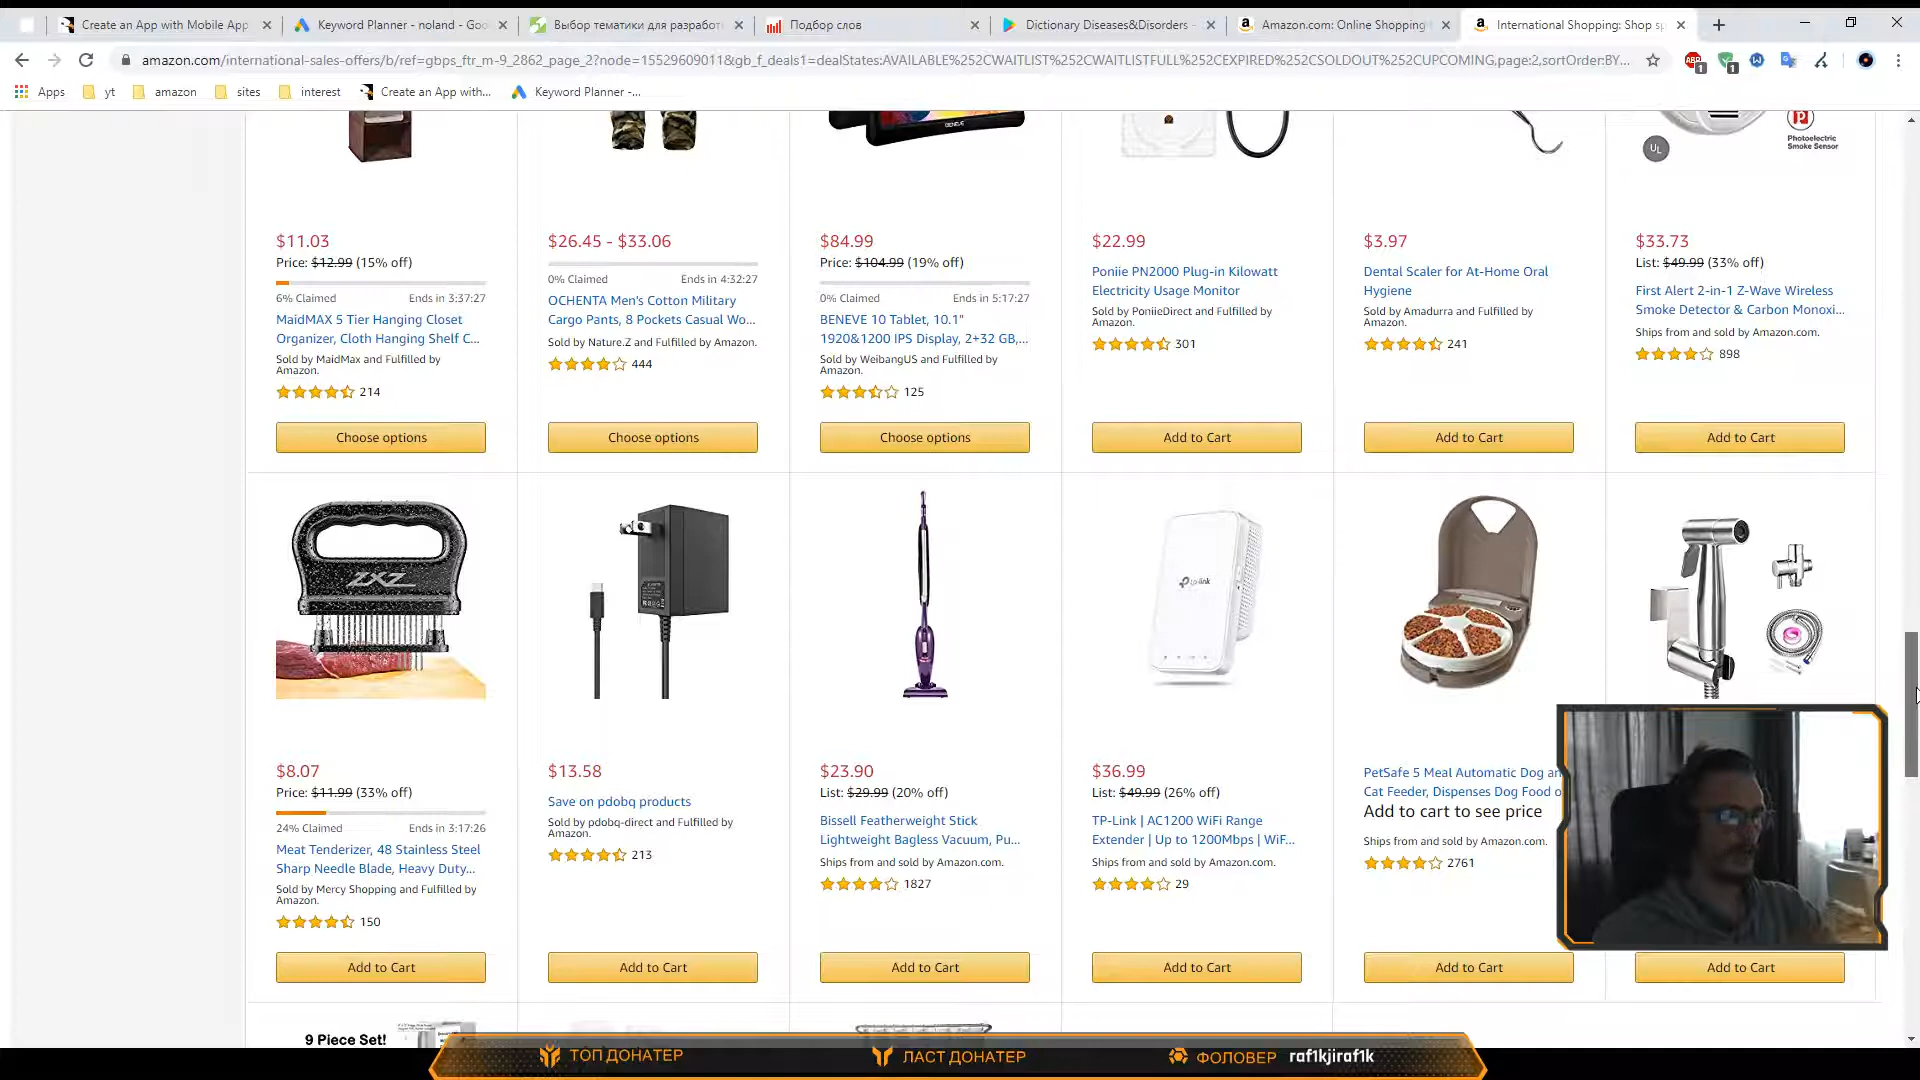 Create an App with Mobile App
Keyword Planner - noland - Goo
Выбор тематики для разработ
Подбор слов
Dictionary Diseases&Disorders -
Amazon.com: Online Shopping
International Shopping: Shop sp
amazon.com/international-sales-offers/b/ref=gbps_ftr_m-9_2862_page_2?node=15529609011&gb_f_deals1=dealStates:AVAILABLE%252CWAITLIST%252CWAITLISTFULL%252CEXPIRED%252CSOLDOUT%252CUPCOMING,page:2,sortOrder:BY...
Apps
yt
amazon
sites
interest
Create an App with...
Keyword Planner -...
UL
Photoelectric
Smoke Sensor
$11.03
Price: $12.99 (15% off)
6% Claimed
Ends in 3:37:27
MaidMAX 5 Tier Hanging Closet
Organizer, Cloth Hanging Shelf C...
Sold by MaidMax and Fulfilled by
Amazon.
214
Choose options
$26.45 - $33.06
0% Claimed
Ends in 4:32:27
OCHENTA Men's Cotton Military
Cargo Pants, 8 Pockets Casual Wo...
Sold by Nature.Z and Fulfilled by Amazon.
444
Choose options
$84.99
Price: $104.99 (19% off)
0% Claimed
Ends in 5:17:27
BENEVE 10 Tablet, 10.1"
1920&1200 IPS Display, 2+32 GB,...
Sold by WeibangUS and Fulfilled by
Amazon.
125
Choose options
$22.99
Poniie PN2000 Plug-in Kilowatt
Electricity Usage Monitor
Sold by PoniieDirect and Fulfilled by
Amazon.
301
Add to Cart
$3.97
Dental Scaler for At-Home Oral
Hygiene
Sold by Amadurra and Fulfilled by
Amazon.
241
Add to Cart
$33.73
List: $49.99 (33% off)
First Alert 2-in-1 Z-Wave Wireless
Smoke Detector & Carbon Monoxi...
Ships from and sold by Amazon.com.
898
Add to Cart
ZXZ
tp-link
$8.07
Price: $11.99 (33% off)
24% Claimed
Ends in 3:17:26
Meat Tenderizer, 48 Stainless Steel
Sharp Needle Blade, Heavy Duty...
Sold by Mercy Shopping and Fulfilled by
Amazon.
150
Add to Cart
$13.58
Save on pdobq products
Sold by pdobq-direct and Fulfilled by
Amazon.
213
Add to Cart
$23.90
List: $29.99 (20% off)
Bissell Featherweight Stick
Lightweight Bagless Vacuum, Pu...
Ships from and sold by Amazon.com.
1827
Add to Cart
$36.99
List: $49.99 (26% off)
TP-Link | AC1200 WiFi Range
Extender | Up to 1200Mbps | WiF...
Ships from and sold by Amazon.com.
29
Add to Cart
PetSafe 5 Meal Automatic Dog an
Cat Feeder, Dispenses Dog Food o
Add to cart to see price
Ships from and sold by Amazon.com.
2761
Add to Cart
Add to Cart
9 Piece Set!
ТОП ДОНАТЕР
ЛАСТ ДОНАТЕР
ФОЛОВЕР raf1kjiraf1k